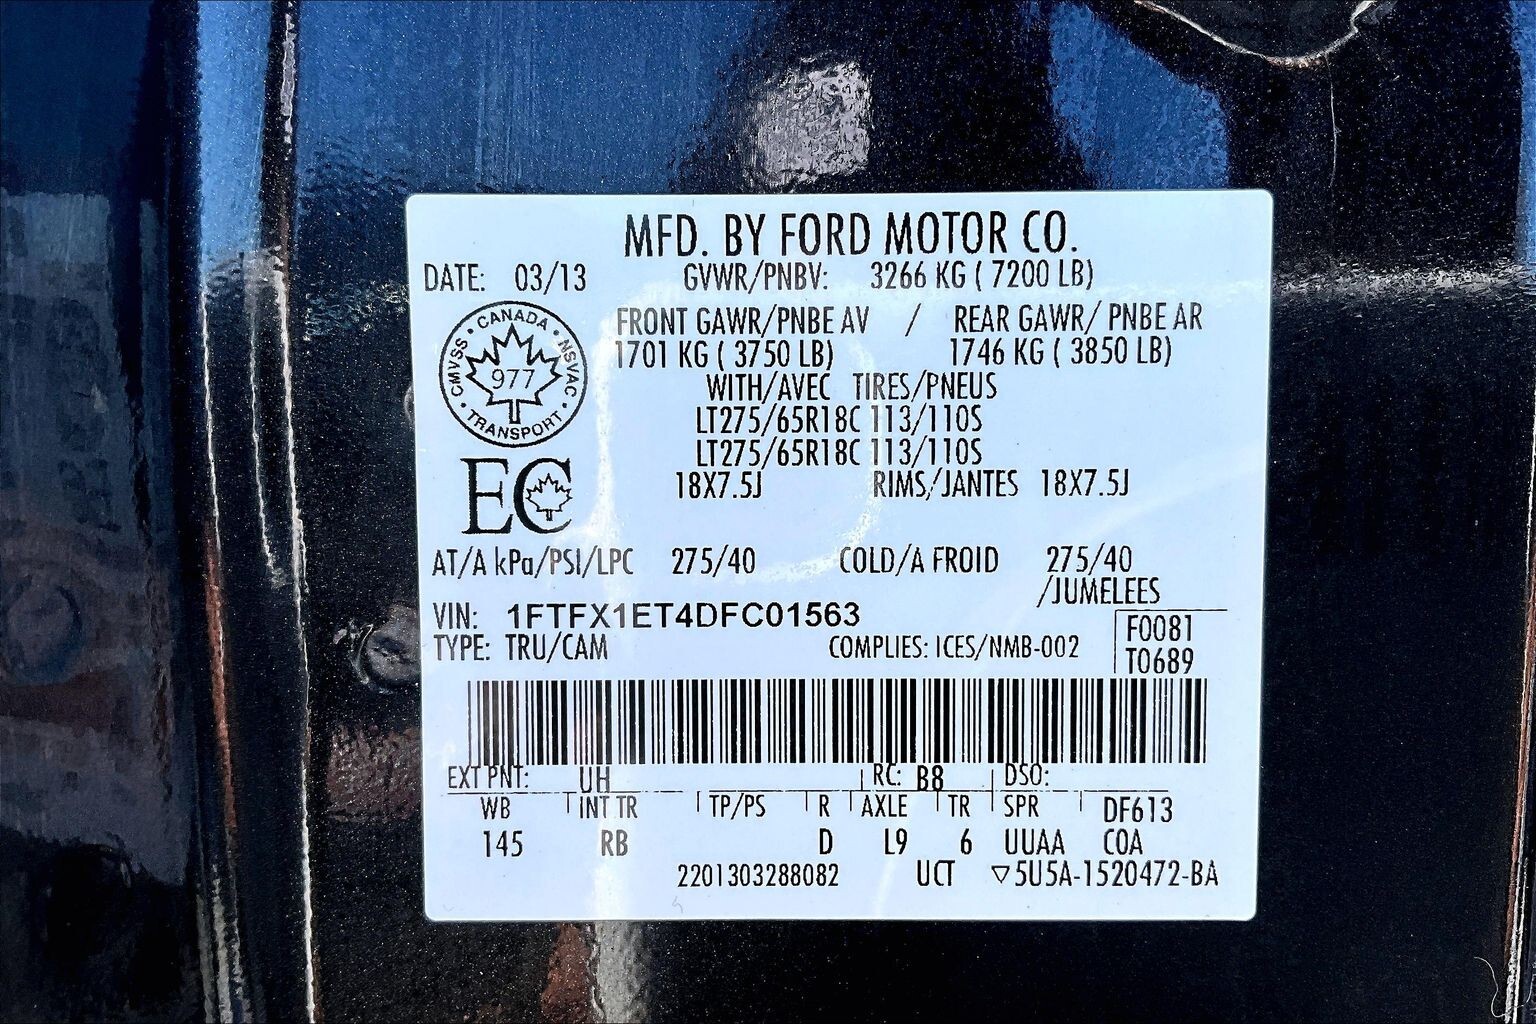 MFD. BY FORD MOTOR CO.
DATE: 03/13 GVWR/PNBV: 3266 KG ( 7200 LB)
FRONT GAWR/PNBE AV / REAR GAWR/ PNBE AR
1701 KG ( 3750 LB) 1746 KG ( 3850 LB)
WITH/AVEC TIRES/PNEUS
LT275/65R18C 113/110S
LT275/65R18C 113/110S
18X7.5J RIMS/JANTES 18X7.5J
CANADA · NSVAC · TRANSPORT · CMVSS ·
977
EC
AT/A kPa/PSI/LPC 275/40 COLD/A FROID 275/40
/JUMELEES
VIN: 1FTFX1ET4DFC01563
F0081
TYPE: TRU/CAM COMPLIES: ICES/NMB-002
T0689
EXT PNT: UH RC: B8 DSO:
WB INT TR TP/PS R AXLE TR SPR DF613
145 RB D L9 6 UUAA COA
2201303288082 UCT ▽5U5A-1520472-BA